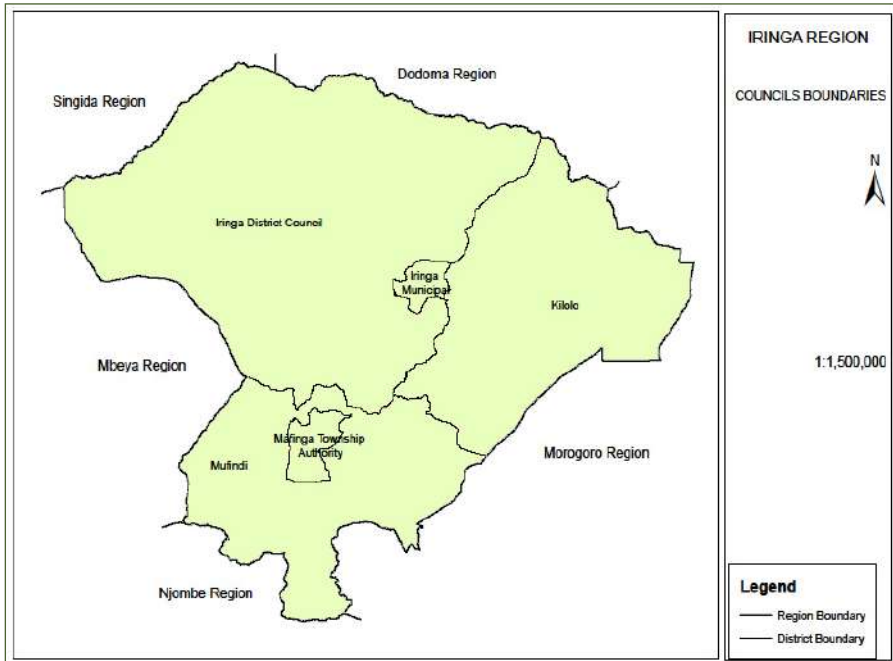 Singida Region
Dodoma Region
Iringa District Council
Iringa
Municipal
Kilolo
Mbeya Region
Mafinga Township
Authority
Mufindi
Morogoro Region
Njombe Region
IRINGA REGION
COUNCILS BOUNDARIES
N
1:1,500,000
Legend
Region Boundary
District Boundary